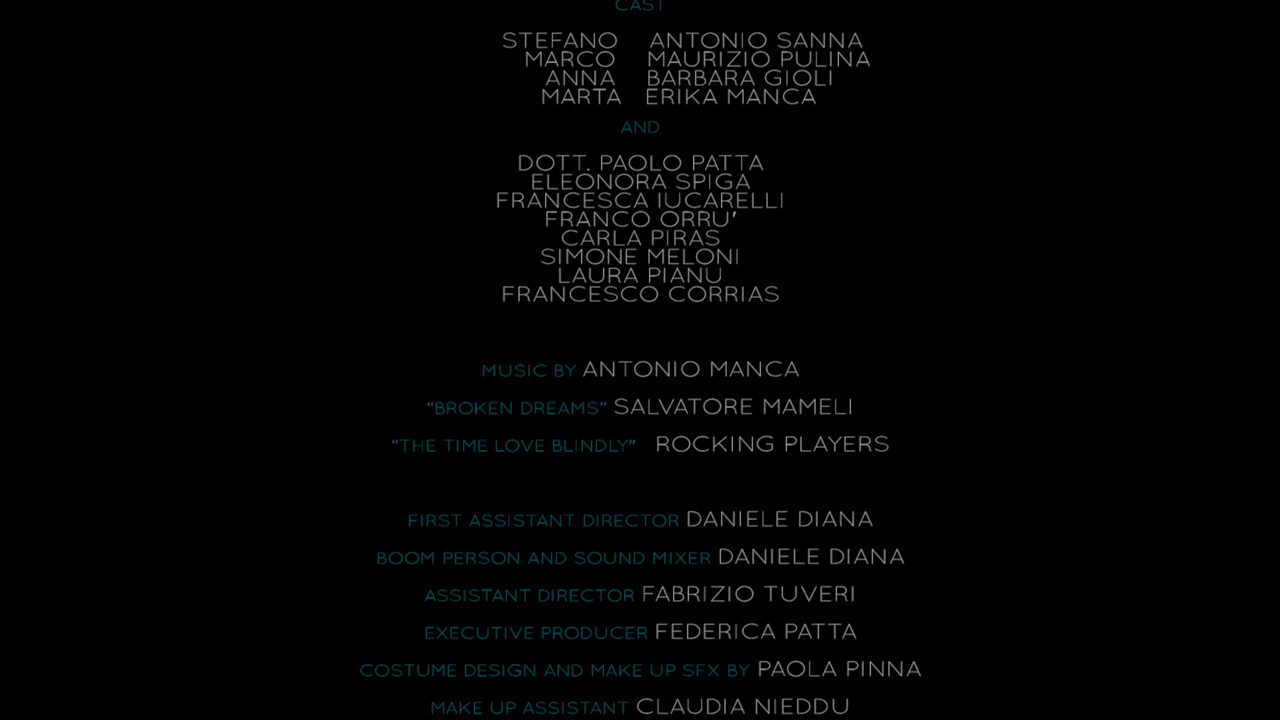 CAST
STEFANO ANTONIO SANNA
MARCO MAURIZIO PULINA
ANNA BARBARA GIOLI
MARTA ERIKA MANCA
AND
DOTT. PAOLO PATTA
ELEONORA SPIGA
FRANCESCA IUCARELLI
FRANCO ORRU'
CARLA PIRAS
SIMONE MELONI
LAURA PIANU
FRANCESCO CORRIAS
MUSIC BY ANTONIO MANCA
"BROKEN DREAMS" SALVATORE MAMELI
"THE TIME LOVE BLINDLY" ROCKING PLAYERS
FIRST ASSISTANT DIRECTOR DANIELE DIANA
BOOM PERSON AND SOUND MIXER DANIELE DIANA
ASSISTANT DIRECTOR FABRIZIO TUVERI
EXECUTIVE PRODUCER FEDERICA PATTA
COSTUME DESIGN AND MAKE UP SFX BY PAOLA PINNA
MAKE UP ASSISTANT CLAUDIA NIEDDU